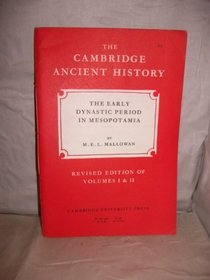 THE
CAMBRIDGE
ANCIENT HISTORY
THE EARLY
DYNASTIC PERIOD
IN MESOPOTAMIA
BY
M. E. L. MALLOWAN
REVISED EDITION OF
VOLUMES I & II
CAMBRIDGE UNIVERSITY PRESS